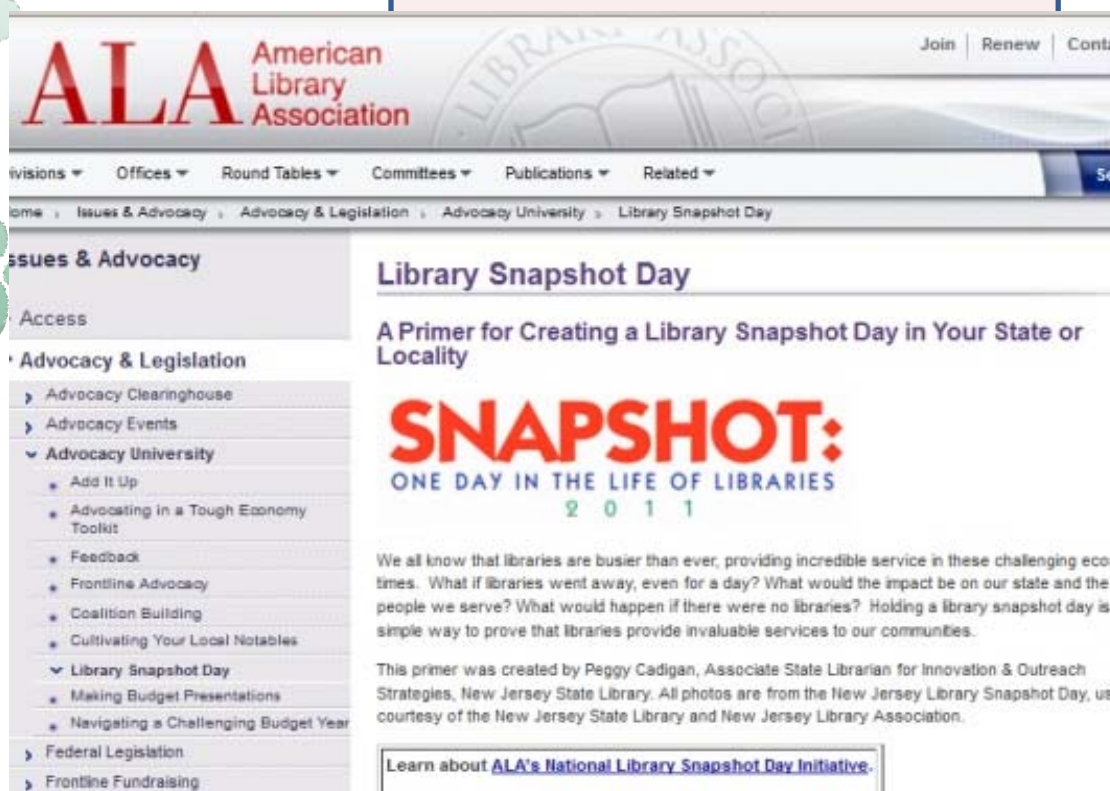 ALA American
Library
Association
LIBRARY ASSOCI
Join | Renew | Conta
ivisions Offices Round Tables Committees Publications Related
Se
ome Issues & Advocacy Advocacy & Legislation Advocacy University Library Snapshot Day
ssues & Advocacy
Access
Advocacy & Legislation
Advocacy Clearinghouse
Advocacy Events
Advocacy University
Add It Up
Advocating in a Tough Economy
Toolkit
Feedback
Frontline Advocacy
Coalition Building
Cultivating Your Local Notables
Library Snapshot Day
Making Budget Presentations
Navigating a Challenging Budget Year
Federal Legislation
Frontline Fundraising
Library Snapshot Day
A Primer for Creating a Library Snapshot Day in Your State or
Locality
SNAPSHOT:
ONE DAY IN THE LIFE OF LIBRARIES
2011
We all know that libraries are busier than ever, providing incredible service in these challenging eco
times. What if libraries went away, even for a day? What would the impact be on our state and the
people we serve? What would happen if there were no libraries? Holding a library snapshot day is
simple way to prove that libraries provide invaluable services to our communities.
This primer was created by Peggy Cadigan, Associate State Librarian for Innovation & Outreach
Strategies, New Jersey State Library. All photos are from the New Jersey Library Snapshot Day, us
courtesy of the New Jersey State Library and New Jersey Library Association.
Learn about ALA's National Library Snapshot Day Initiative.